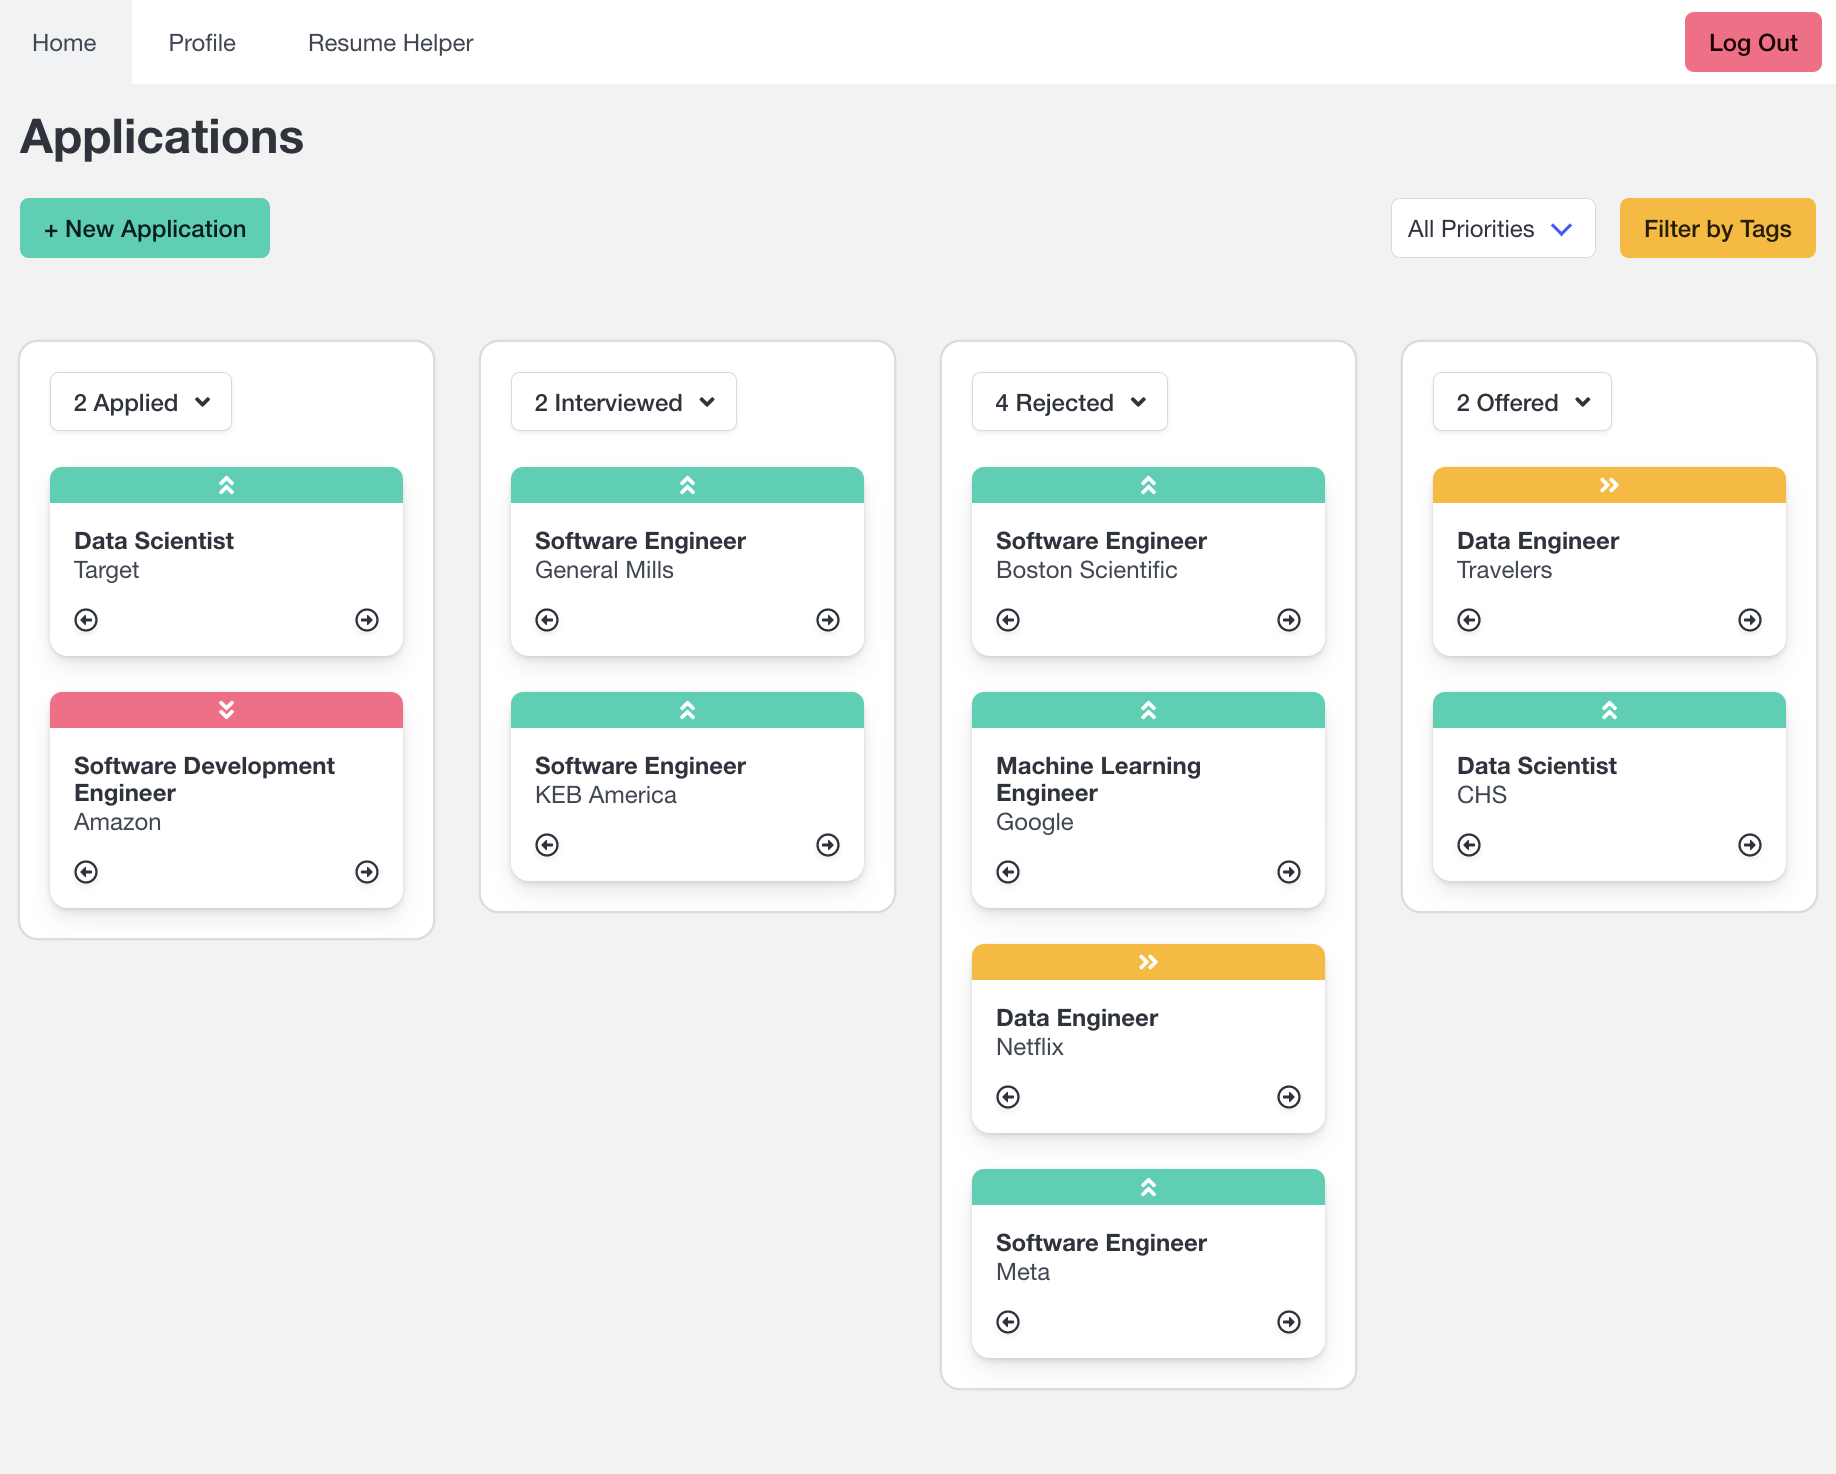 Home
Profile
Resume Helper
Log Out
Applications
+ New Application
All Priorities
Filter by Tags
2 Applied
Data Scientist
Target
Software Development
Engineer
Amazon
2 Interviewed
Software Engineer
General Mills
Software Engineer
KEB America
4 Rejected
Software Engineer
Boston Scientific
Machine Learning
Engineer
Google
Data Engineer
Netflix
Software Engineer
Meta
2 Offered
Data Engineer
Travelers
Data Scientist
CHS